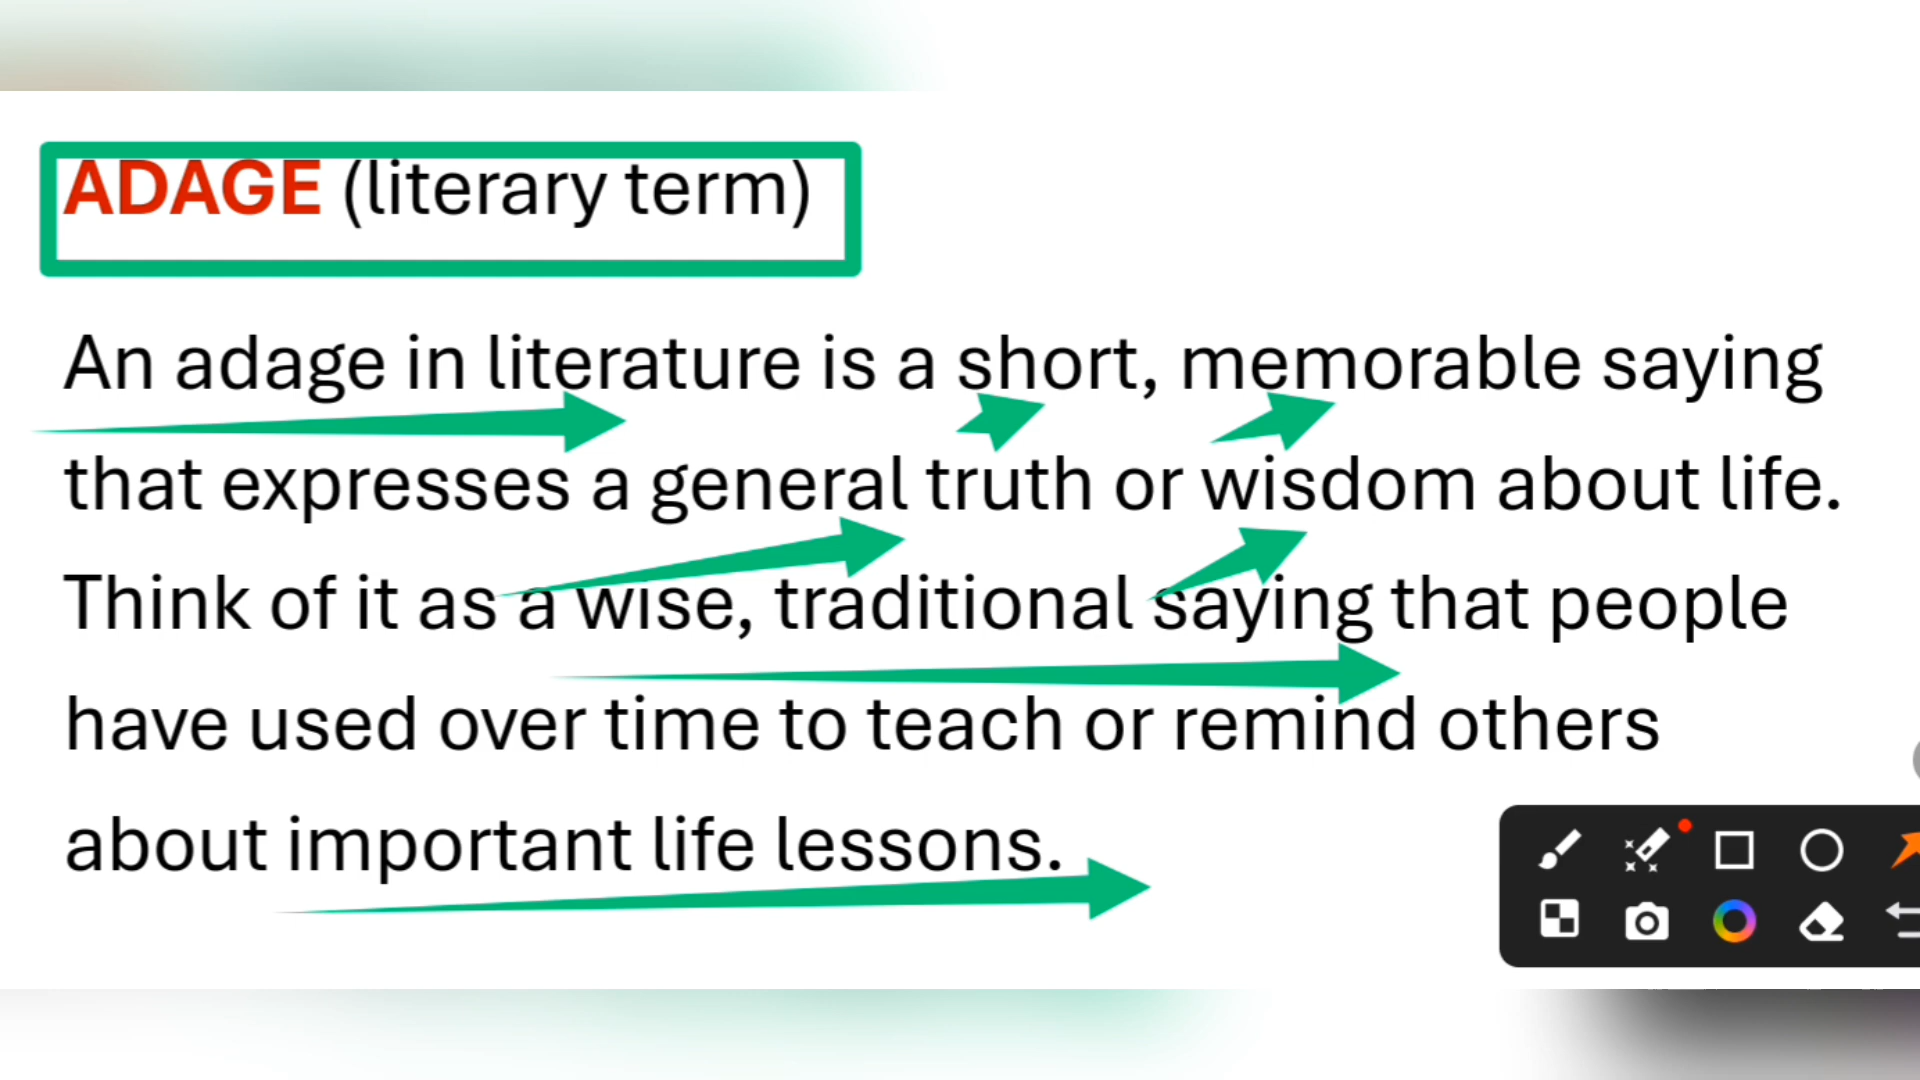 ADAGE (literary term)
An adage in literature is a short, memorable saying
that expresses a general truth or wisdom about life.
Think of it as a wise, traditional saying that people
have used over time to teach or remind others
about important life lessons.